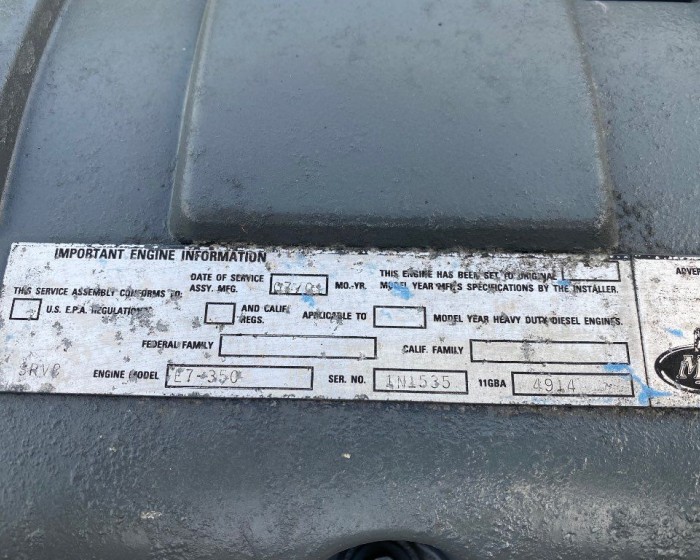 IMPORTANT ENGINE INFORMATION
DATE OF SERVICE
ASSY. MFG. MO.-YR.
THIS ENGINE HAS BEEN SET TO ORIGINAL
MODEL YEAR MFR'S SPECIFICATIONS BY THE INSTALLER.
ADVER
THIS SERVICE ASSEMBLY CONFORMS TO:
U.S. E.P.A. REGULATIONS
AND CALIF.
REGS.
APPLICABLE TO
MODEL YEAR HEAVY DUTY DIESEL ENGINES.
FEDERAL FAMILY
CALIF. FAMILY
ENGINE MODEL E7-350 SER. NO. 1N1535 11GBA 4914